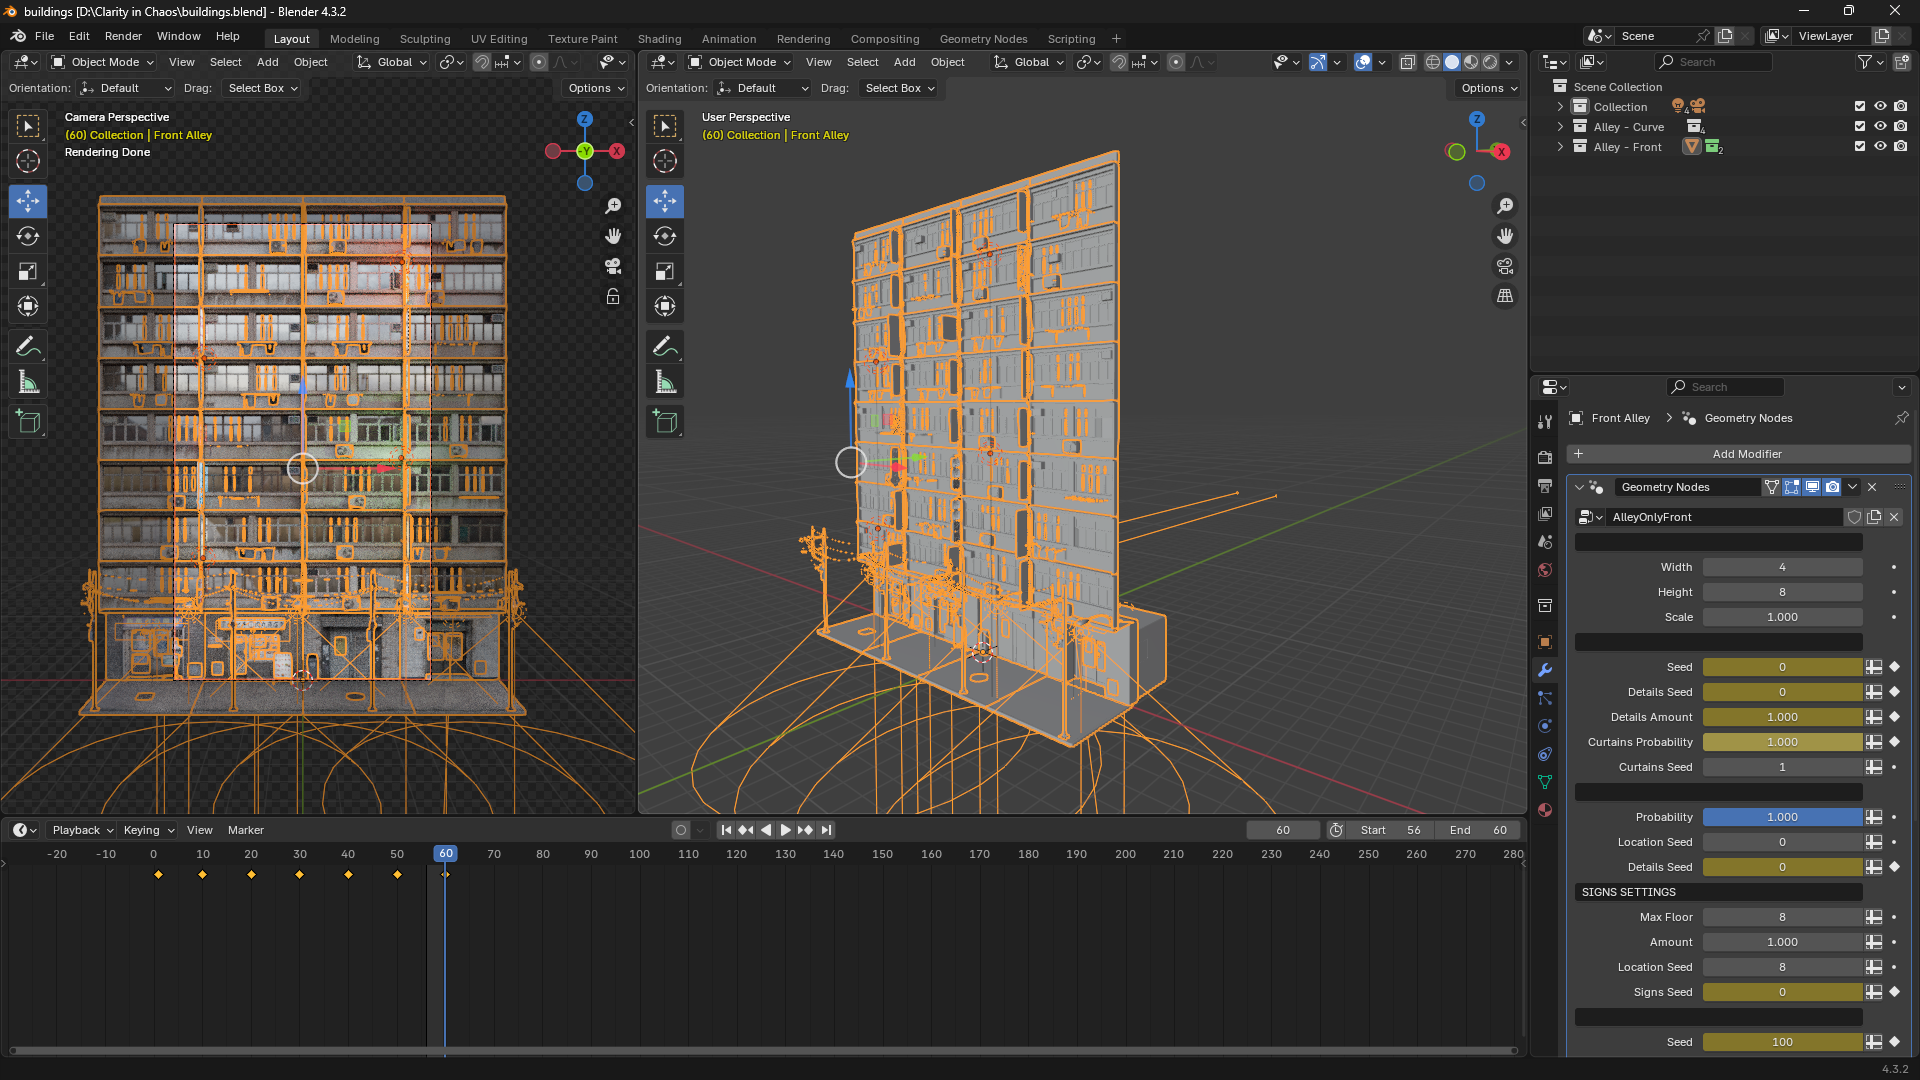 buildings [D:\Clarity in Chaos\buildings.blend] - Blender 4.3.2
File Edit Render Window Help
Layout Modeling Sculpting UV Editing Texture Paint Shading Animation Rendering Compositing Geometry Nodes Scripting +
Scene
ViewLayer
Object Mode View Select Add Object Global
Orientation: Default Drag: Select Box Options
Camera Perspective
(60) Collection | Front Alley
Rendering Done
Z
-Y
X
Object Mode View Select Add Object Global
Orientation: Default Drag: Select Box Options
User Perspective
(60) Collection | Front Alley
Z
X
Search
Scene Collection
Collection 4
Alley - Curve 4
Alley - Front 2
Search
Front Alley > Geometry Nodes
+ Add Modifier
Geometry Nodes
AlleyOnlyFront
Width 4
Height 8
Scale 1.000
Seed 0
Details Seed 0
Details Amount 1.000
Curtains Probability 1.000
Curtains Seed 1
Probability 1.000
Location Seed 0
Details Seed 0
SIGNS SETTINGS
Max Floor 8
Amount 1.000
Location Seed 8
Signs Seed 0
Seed 100
Playback Keying View Marker
60 Start 56 End 60
-20 -10 0 10 20 30 40 50 60 70 80 90 100 110 120 130 140 150 160 170 180 190 200 210 220 230 240 250 260 270 280
4.3.2